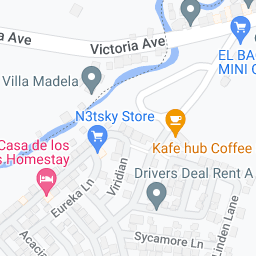 a Ave
Victoria Ave
EL BA
MINI C
Villa Madela
N3tsky Store
Casa de los
s Homestay
Kafe hub Coffee
Viridian
Drivers Deal Rent A
Eureka Ln
Linden Lane
Acacia
Sycamore Ln